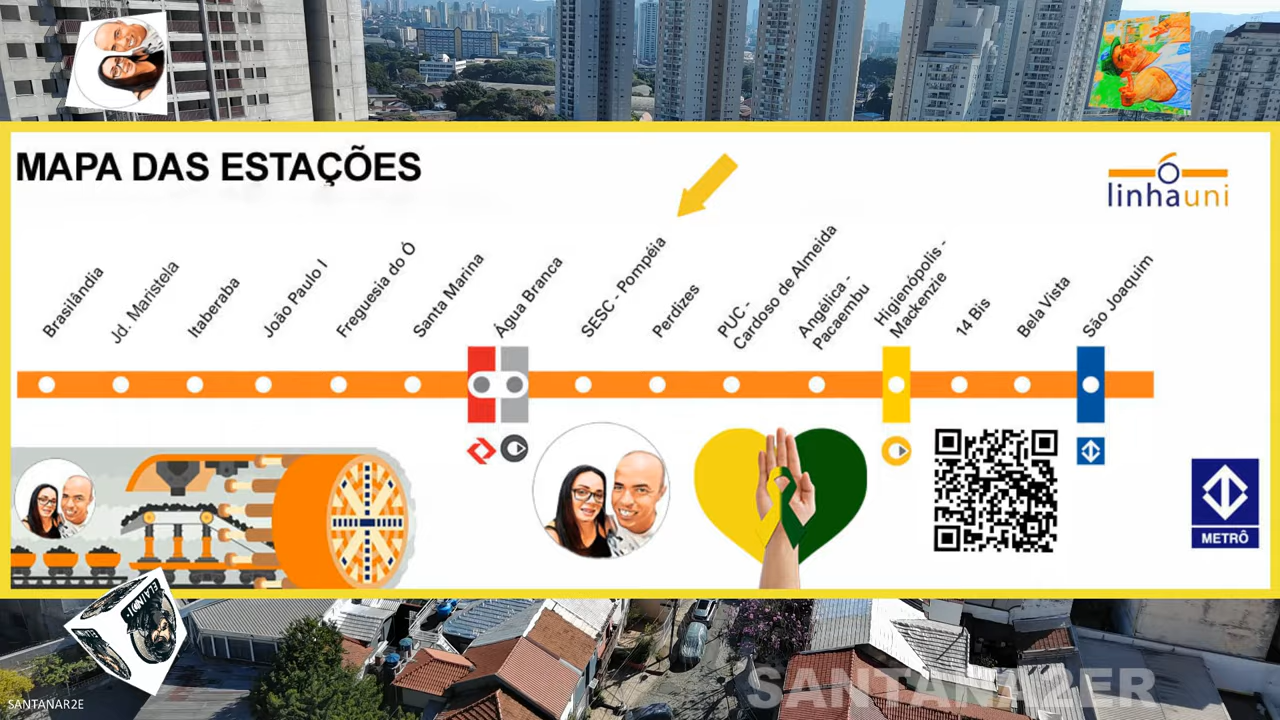 MAPA DAS ESTAÇÕES
linhauni
Brasilândia
Jd. Maristela
Itaberaba
João Paulo I
Freguesia do Ó
Santa Marina
Água Branca
SESC - Pompéia
Perdizes
PUC -
Cardoso de Almeida
Angélica -
Pacaembu
Higienópolis -
Mackenzie
14 Bis
Bela Vista
São Joaquim
METRÔ
SANTANAR2E